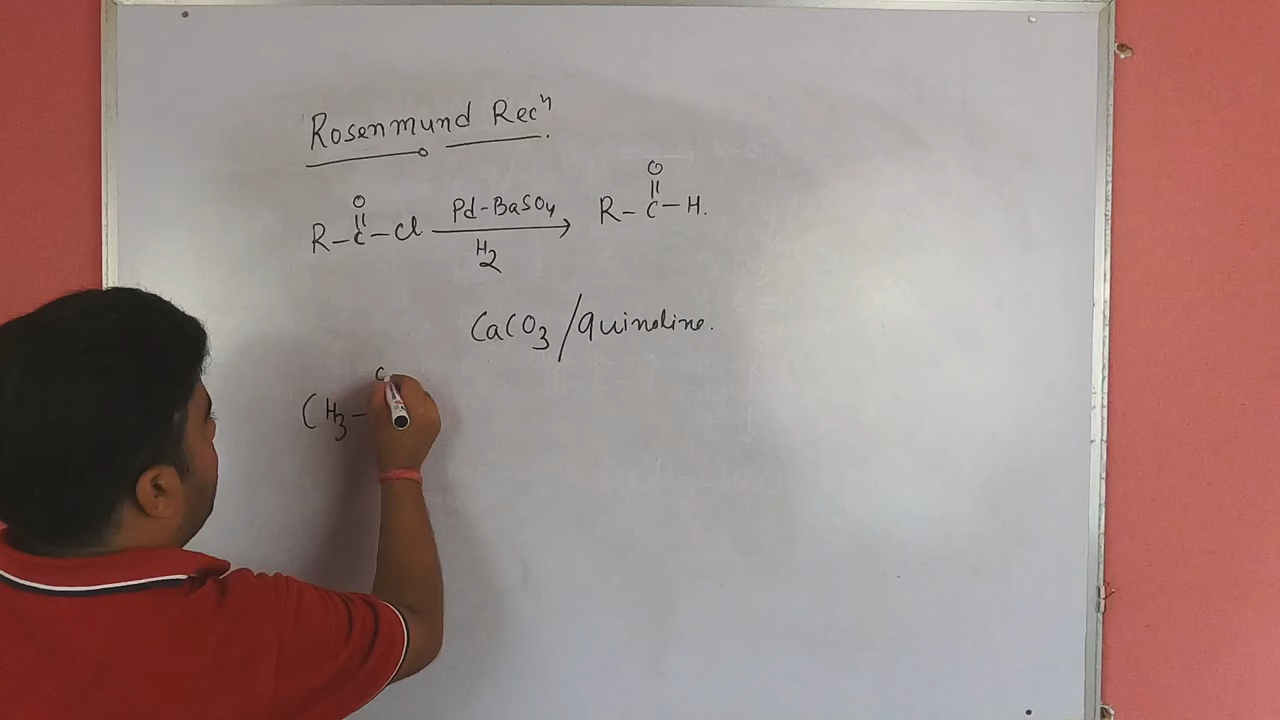 Rosenmund Recⁿ
O O
R–C–Cl Pd-BaSO4 → R–C–H.
H2
CaCO3/quinoline.
CH3–